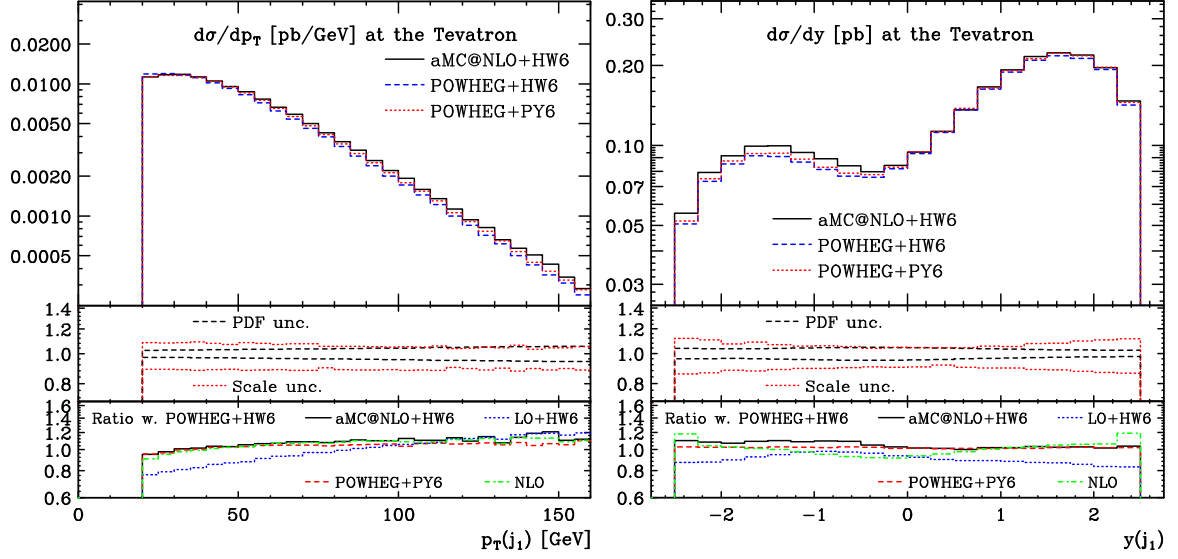 dσ/dp_T [pb/GeV] at the Tevatron
aMC@NLO+HW6
POWHEG+HW6
POWHEG+PY6
0.0200
0.0100
0.0050
0.0020
0.0010
0.0005
1.4
1.2
1.0
0.8
PDF unc.
Scale unc.
1.6
1.4
1.2
1.0
0.8
0.6
Ratio w. POWHEG+HW6 aMC@NLO+HW6 LO+HW6
POWHEG+PY6 NLO
0 50 100 150
p_T(j_1) [GeV]
dσ/dy [pb] at the Tevatron
aMC@NLO+HW6
POWHEG+HW6
POWHEG+PY6
0.30
0.20
0.10
0.07
0.05
0.03
1.4
1.2
1.0
0.8
PDF unc.
Scale unc.
1.6
1.4
1.2
1.0
0.8
0.6
Ratio w. POWHEG+HW6 aMC@NLO+HW6 LO+HW6
POWHEG+PY6 NLO
−2 −1 0 1 2
y(j_1)